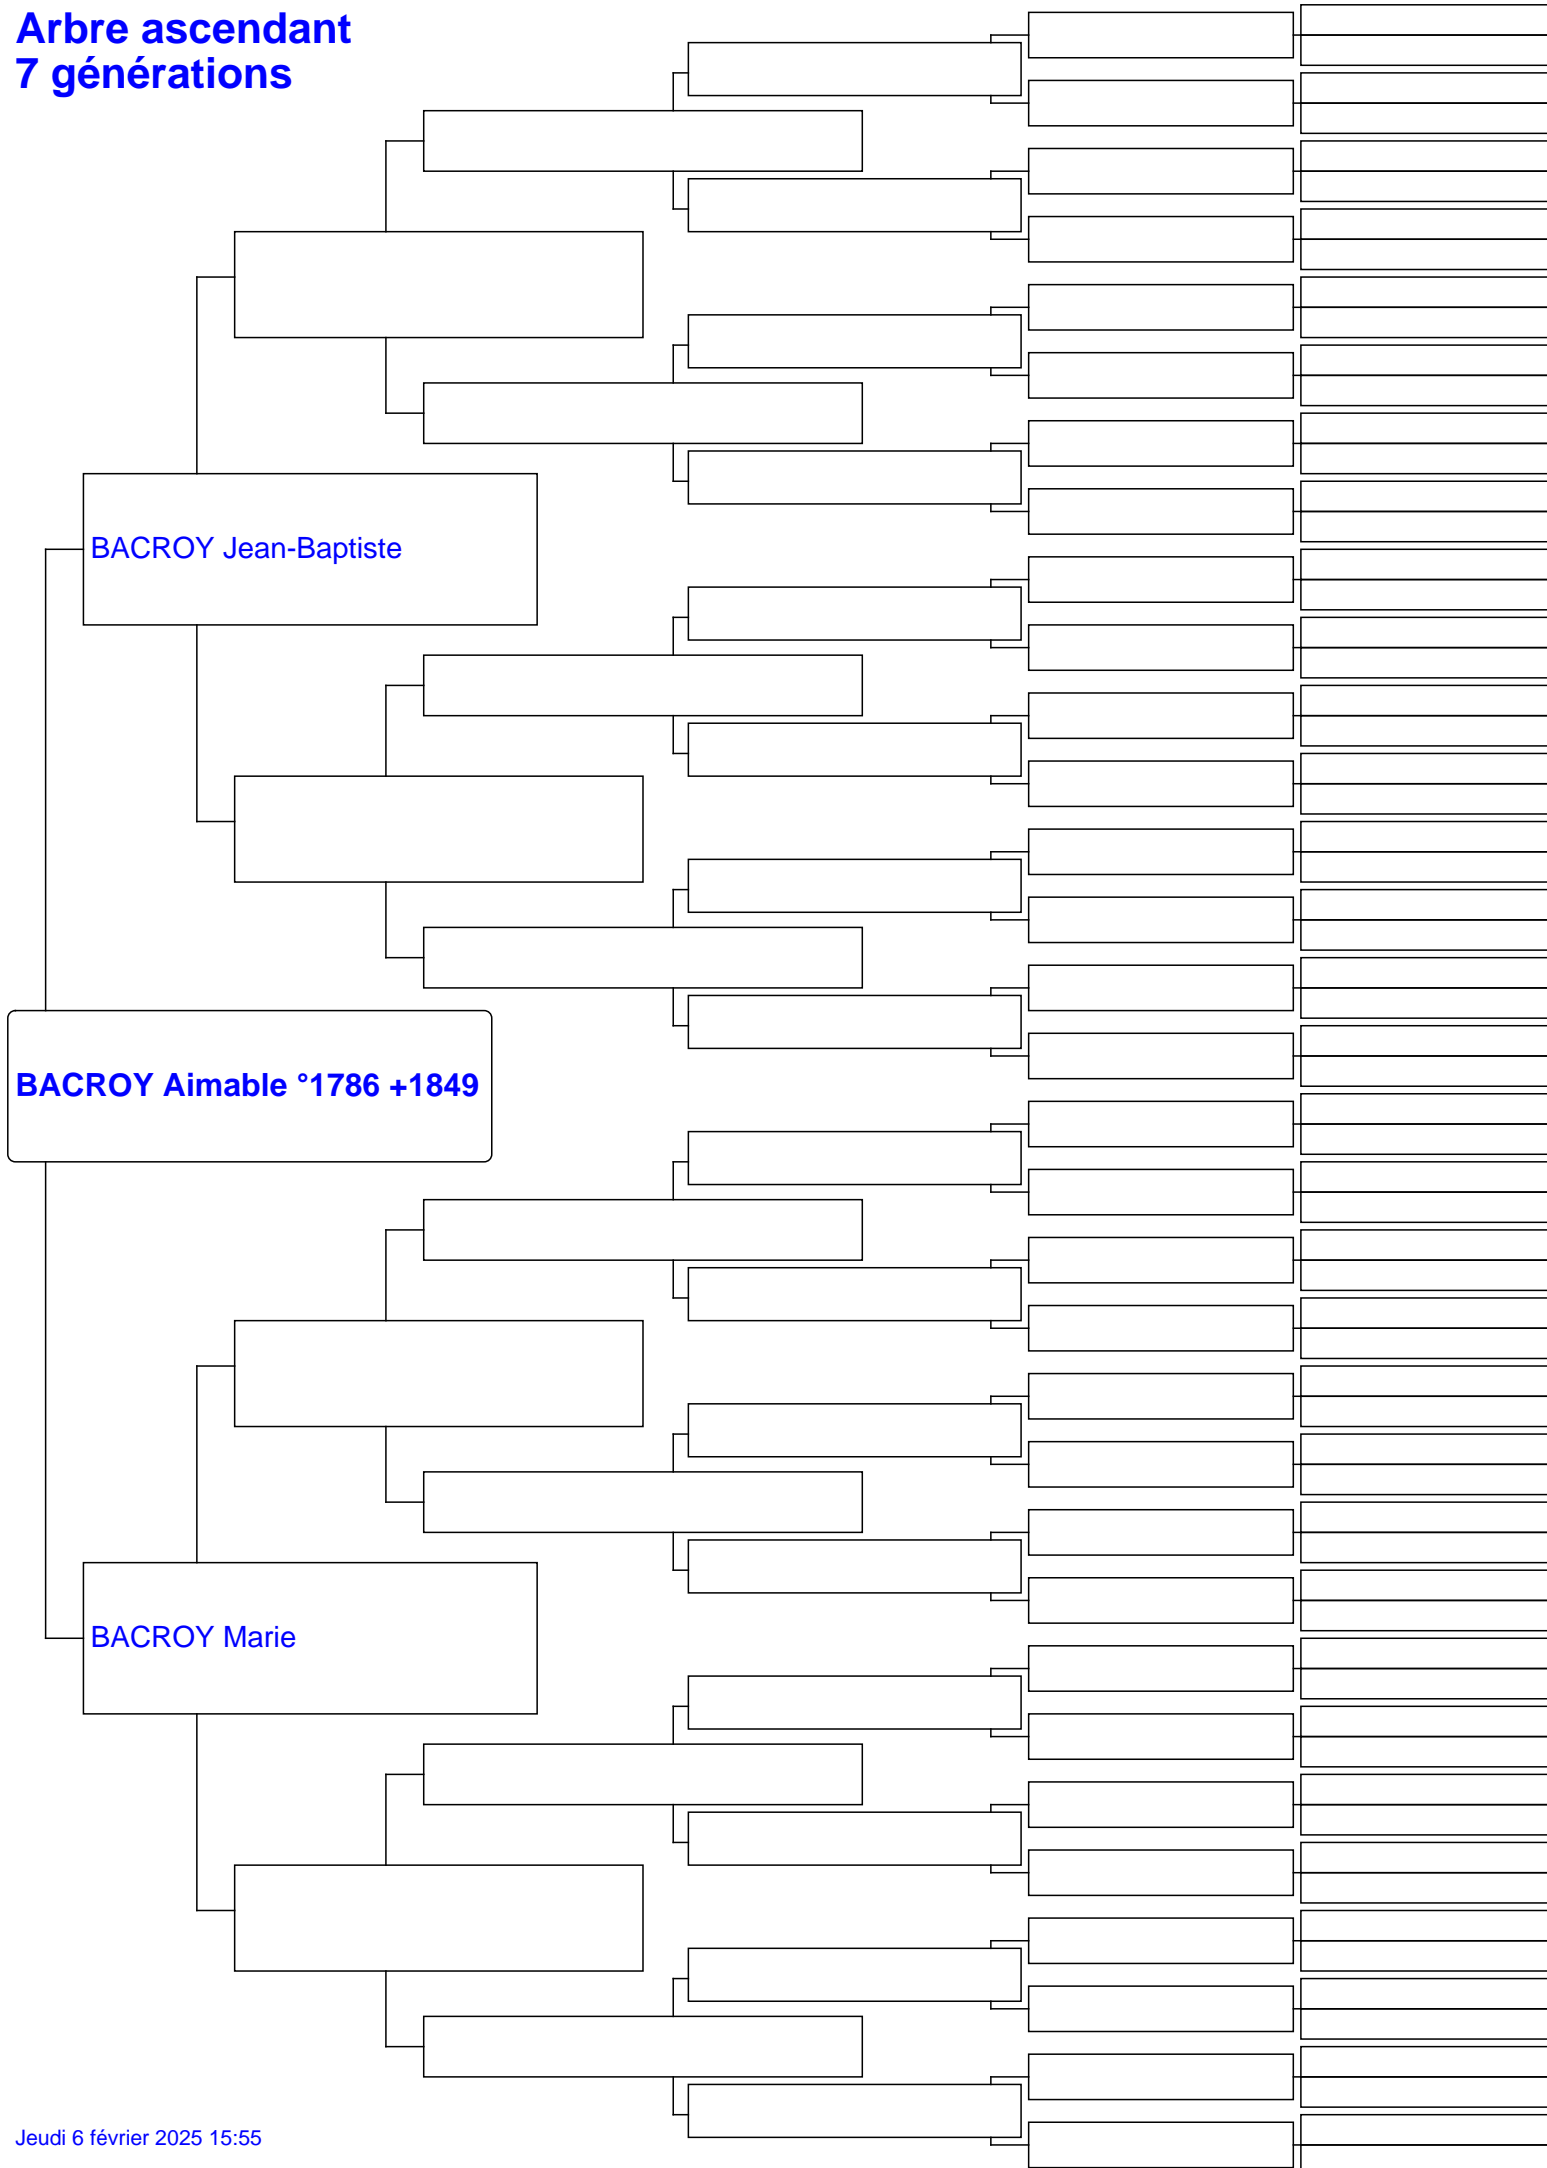 Arbre ascendant
7 générations
BACROY Jean-Baptiste
BACROY Aimable °1786 +1849
BACROY Marie
Jeudi 6 février 2025 15:55